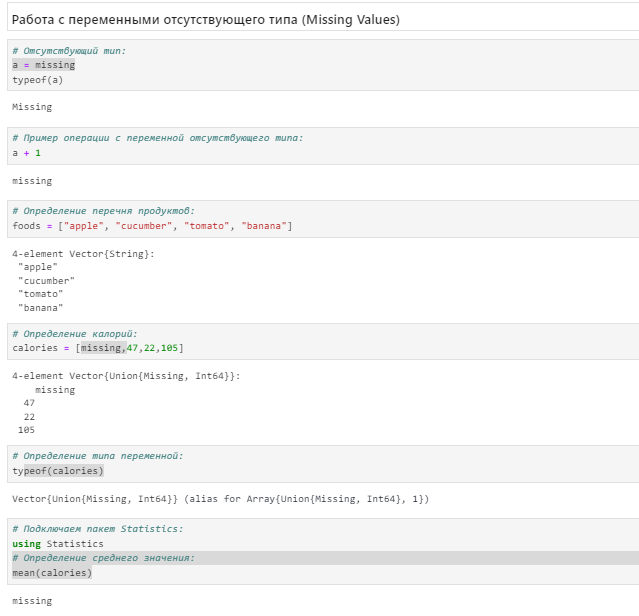 Работа с переменными отсутствующего типа (Missing Values)
# Отсутствующий тип:
a = missing
typeof(a)
Missing
# Пример операции с переменной отсутствующего типа:
a + 1
missing
# Определение перечня продуктов:
foods = ["apple", "cucumber", "tomato", "banana"]
4-element Vector{String}:
"apple"
"cucumber"
"tomato"
"banana"
# Определение калорий:
calories = [missing,47,22,105]
4-element Vector{Union{Missing, Int64}}:
missing
47
22
105
# Определение типа переменной:
typeof(calories)
Vector{Union{Missing, Int64}} (alias for Array{Union{Missing, Int64}, 1})
# Подключаем пакет Statistics:
using Statistics
# Определение среднего значения:
mean(calories)
missing